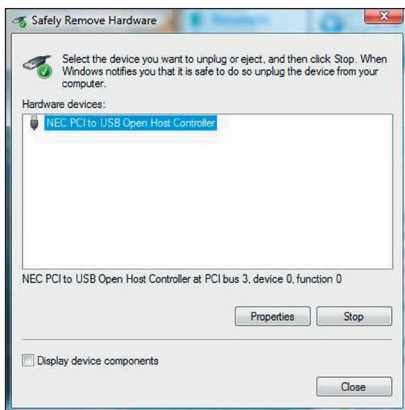 Safely Remove Hardware
Select the device you want to unplug or eject, and then click Stop. When
Windows notifies you that it is safe to do so unplug the device from your
computer.
Hardware devices:
NEC PCI to USB Open Host Controller
NEC PCI to USB Open Host Controller at PCI bus 3, device 0, function 0
Properties
Stop
Display device components
Close